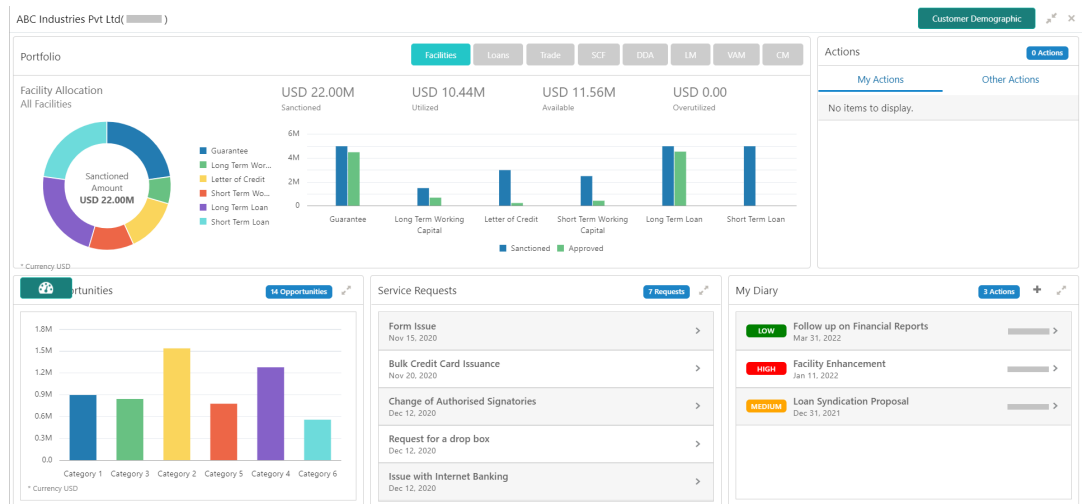 ABC Industries Pvt Ltd( )
Customer Demographic
Portfolio
Facilities
Loans
Trade
SCF
DDA
LM
VAM
CM
Facility Allocation
All Facilities
USD 22.00M
Sanctioned
USD 10.44M
Utilized
USD 11.56M
Available
USD 0.00
Overutilized
Sanctioned
Amount
USD 22.00M
Guarantee
Long Term Wor...
Letter of Credit
Short Term Wo...
Long Term Loan
Short Term Loan
6M
4M
2M
0
Guarantee
Long Term Working
Capital
Letter of Credit
Short Term Working
Capital
Long Term Loan
Short Term Loan
Sanctioned
Approved
* Currency USD
Actions
0 Actions
My Actions
Other Actions
No items to display.
rtunities
14 Opportunities
1.8M
1.5M
1.2M
0.9M
0.6M
0.3M
0.0
Category 1
Category 3
Category 2
Category 5
Category 4
Category 6
* Currency USD
Service Requests
7 Requests
Form Issue
Nov 15, 2020
Bulk Credit Card Issuance
Nov 20, 2020
Change of Authorised Signatories
Dec 12, 2020
Request for a drop box
Dec 12, 2020
Issue with Internet Banking
Dec 12, 2020
My Diary
3 Actions
LOW
Follow up on Financial Reports
Mar 31, 2022
HIGH
Facility Enhancement
Jan 11, 2022
MEDIUM
Loan Syndication Proposal
Dec 31, 2021